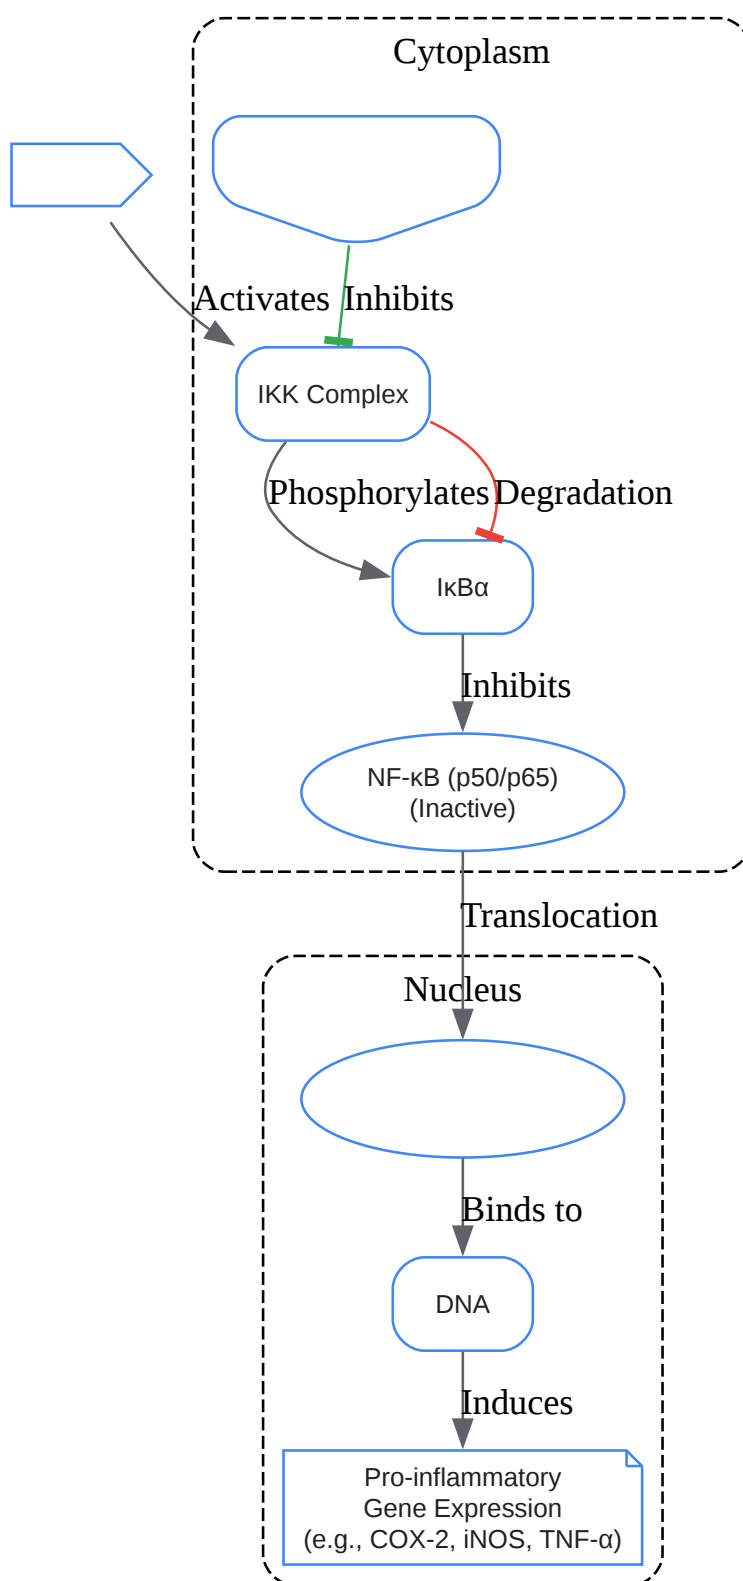 Cytoplasm
Activates
Inhibits
IKK Complex
Phosphorylates
Degradation
IκBα
Inhibits
NF-κB (p50/p65)
(Inactive)
Translocation
Nucleus
Binds to
DNA
Induces
Pro-inflammatory
Gene Expression
(e.g., COX-2, iNOS, TNF-α)